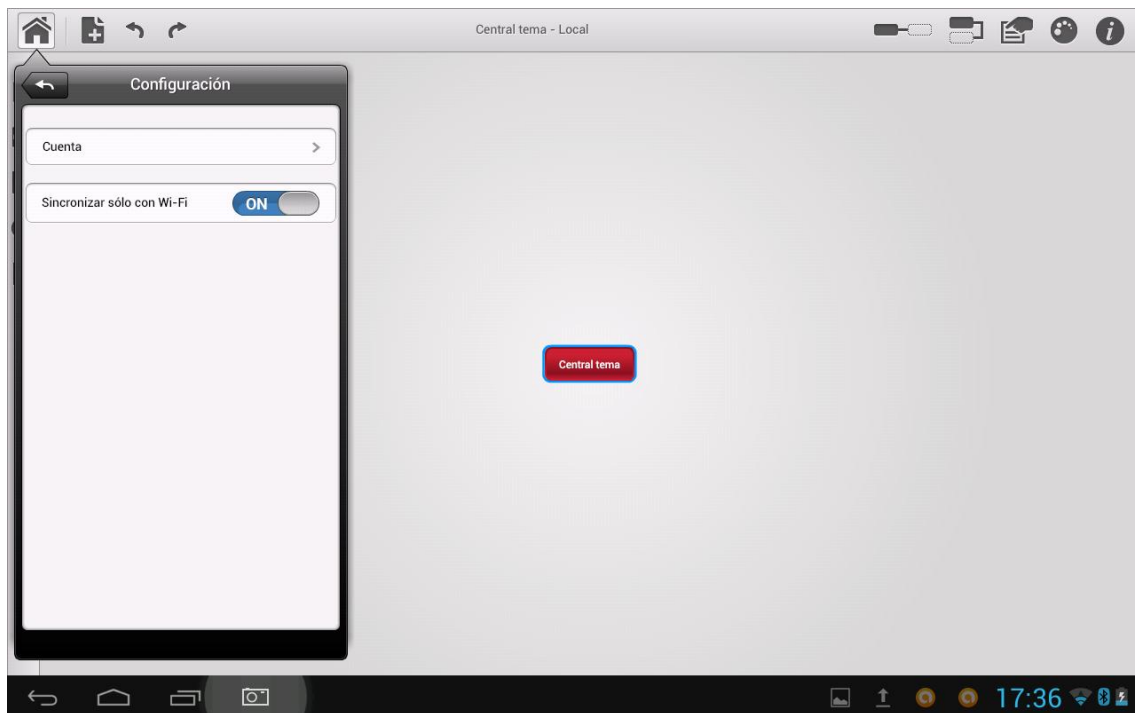 Central tema - Local
Configuración
Cuenta
Sincronizar sólo con Wi-Fi ON
Central tema
17:36